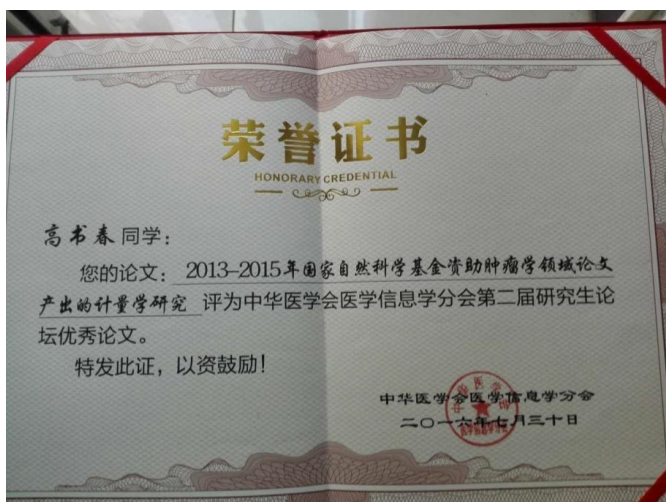 荣誉证书
HONORARY CREDENTIAL
高书春同学：
您的论文：2013-2015年国家自然科学基金资助肿瘤学领域论文
产出的计量学研究 评为中华医学会医学信息学分会第二届研究生论
坛优秀论文。
特发此证，以资鼓励！
中华医学会医学信息学分会
二〇一六年七月三十日